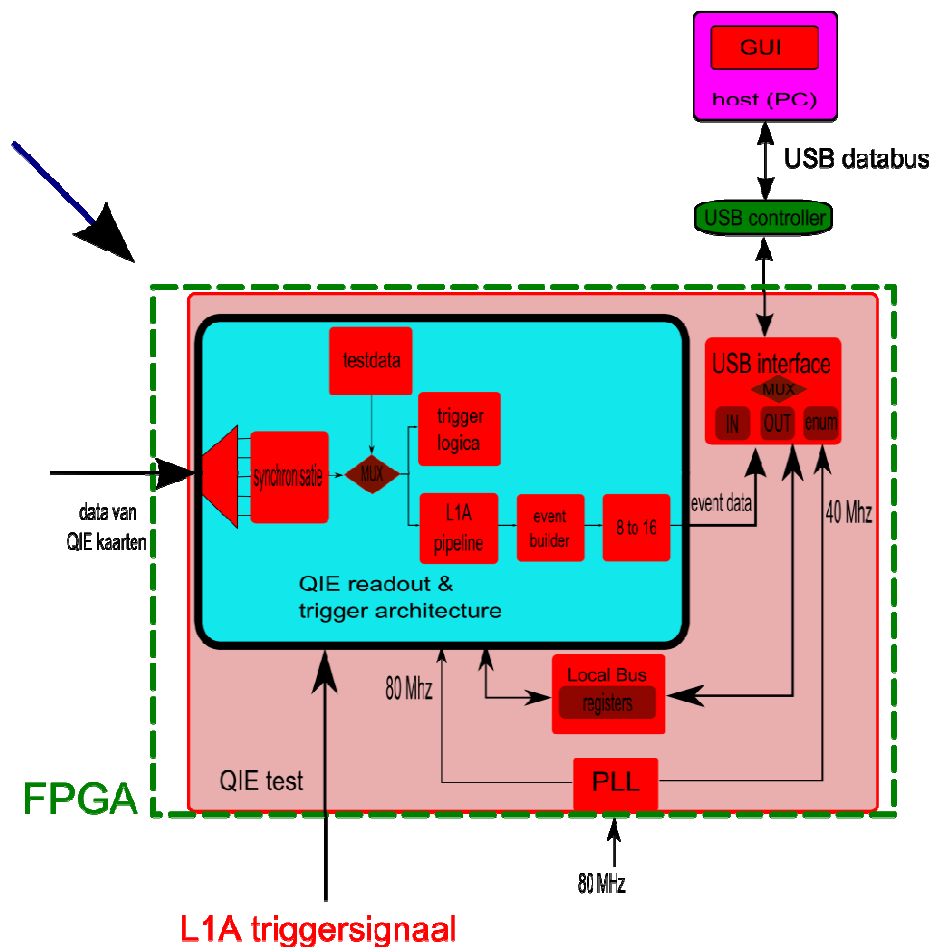 GUI
host (PC)
USB databus
USB controller
USB interface
MUX
IN
OUT
enum
testdata
trigger
logica
synchronisatie
MUX
L1A
pipeline
event
builder
8 to 16
event data
40 Mhz
data van
QIE kaarten
QIE readout &
trigger architecture
80 Mhz
Local Bus
registers
QIE test
PLL
FPGA
80 MHz
L1A triggersignaal